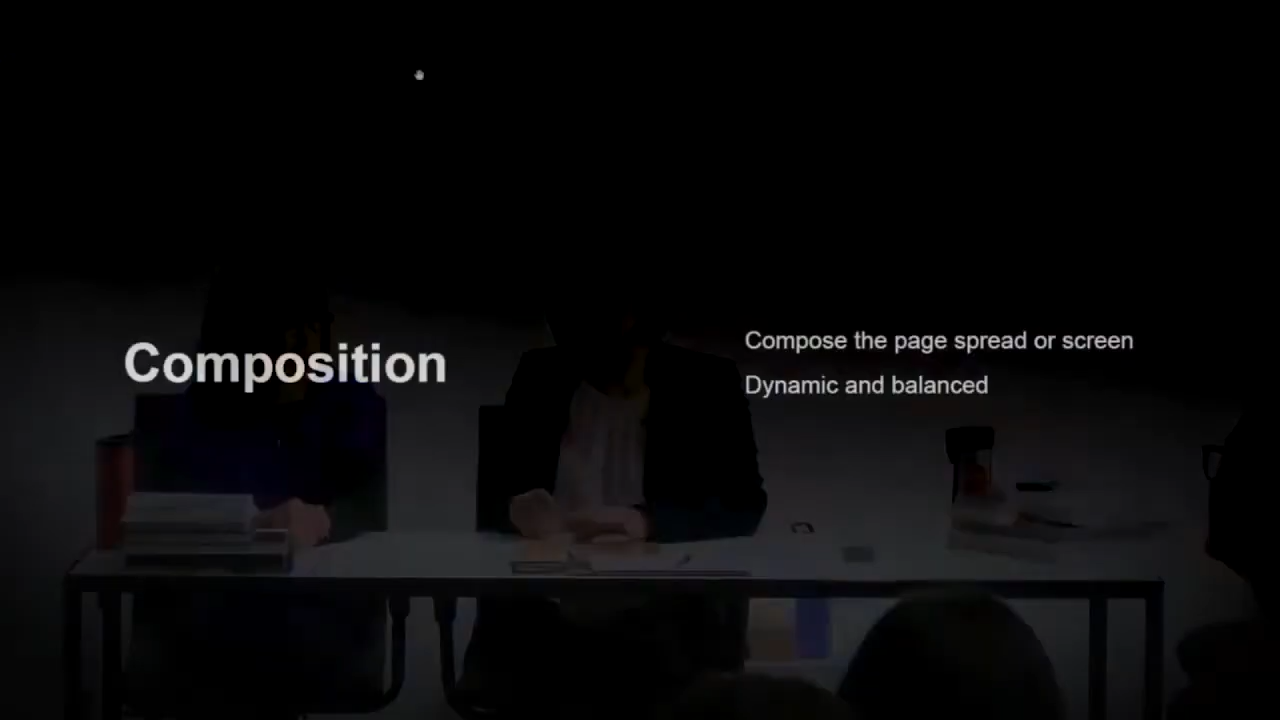 Composition
Compose the page spread or screen
Dynamic and balanced